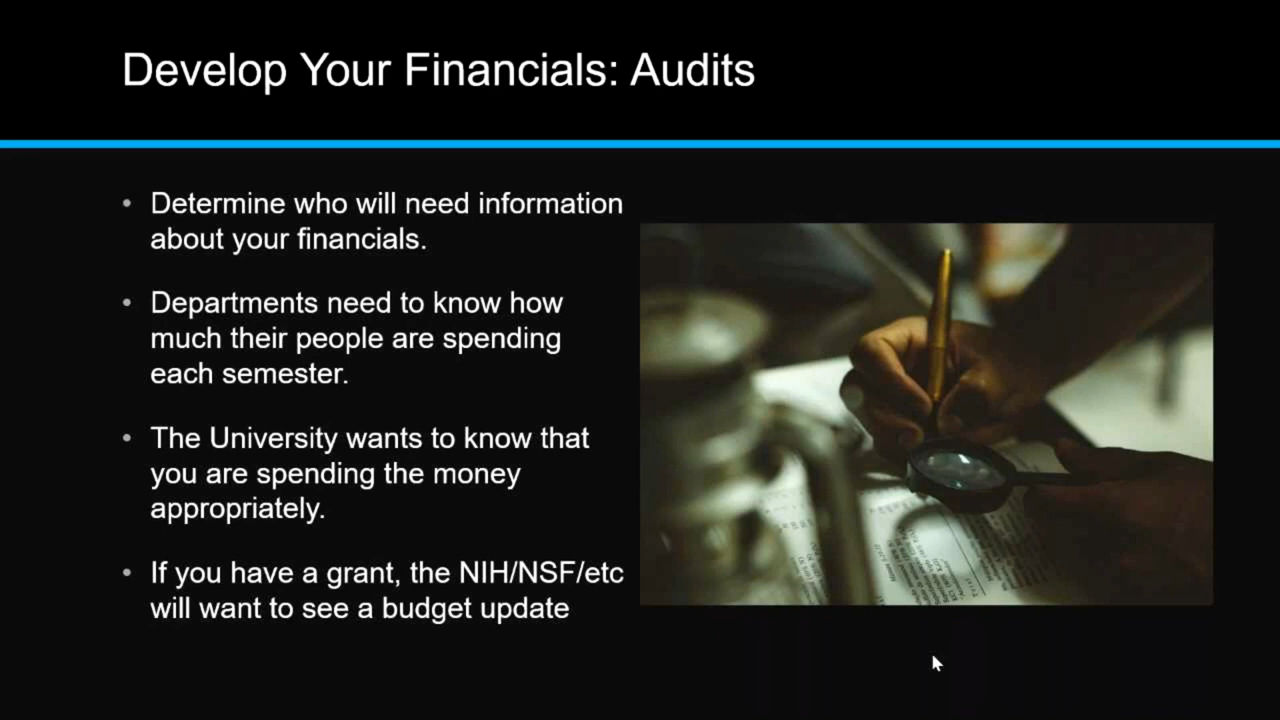 Develop Your Financials: Audits
• Determine who will need information
about your financials.
• Departments need to know how
much their people are spending
each semester.
• The University wants to know that
you are spending the money
appropriately.
• If you have a grant, the NIH/NSF/etc
will want to see a budget update